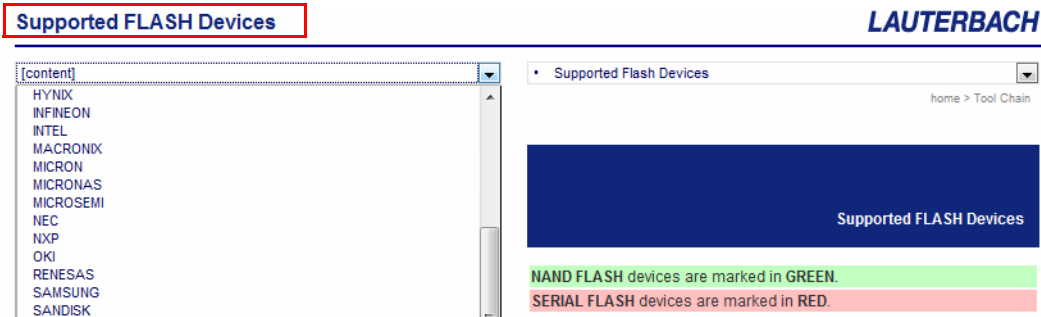 Supported FLASH Devices
LAUTERBACH
[content]
HYNIX
INFINEON
INTEL
MACRONIX
MICRON
MICRONAS
MICROSEMI
NEC
NXP
OKI
RENESAS
SAMSUNG
SANDISK
• Supported Flash Devices
home > Tool Chain
Supported FLASH Devices
NAND FLASH devices are marked in GREEN.
SERIAL FLASH devices are marked in RED.